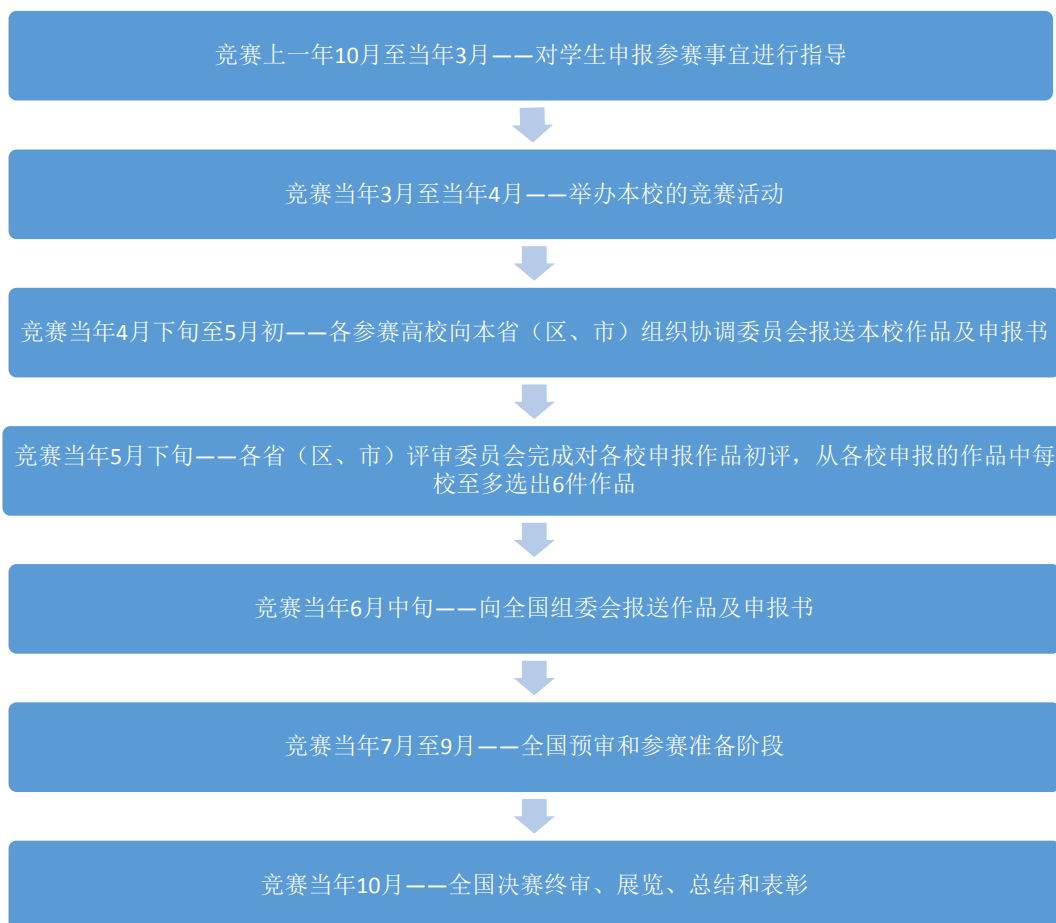 竞赛上一年10月至当年3月——对学生申报参赛事宜进行指导
竞赛当年3月至当年4月——举办本校的竞赛活动
竞赛当年4月下旬至5月初——各参赛高校向本省（区、市）组织协调委员会报送本校作品及申报书
竞赛当年5月下旬——各省（区、市）评审委员会完成对各校申报作品初评，从各校申报的作品中每
校至多选出6件作品
竞赛当年6月中旬——向全国组委会报送作品及申报书
竞赛当年7月至9月——全国预审和参赛准备阶段
竞赛当年10月——全国决赛终审、展览、总结和表彰